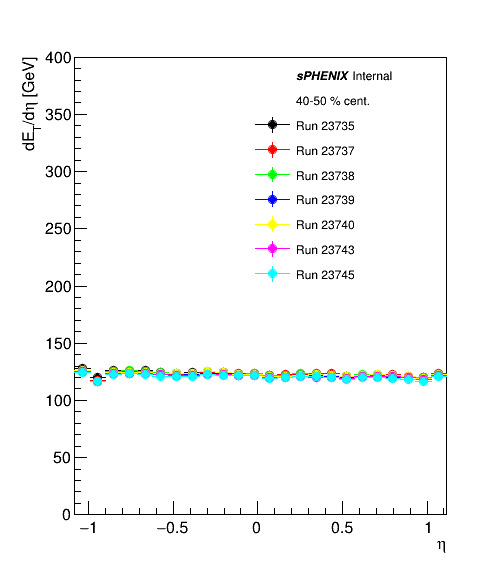 dE_T/dη [GeV]
400
350
300
250
200
150
100
50
0
sPHENIX Internal
40-50 % cent.
Run 23735
Run 23737
Run 23738
Run 23739
Run 23740
Run 23743
Run 23745
−1
−0.5
0
0.5
1
η